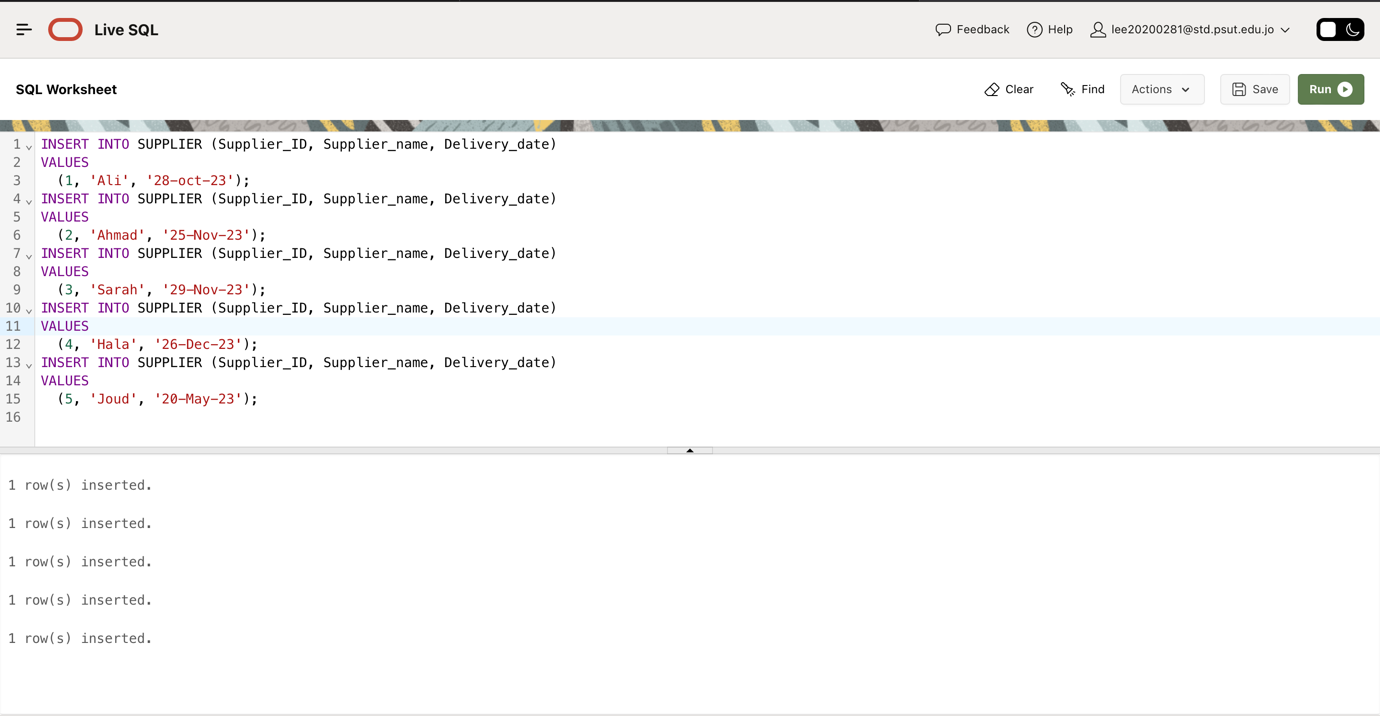 Live SQL
Feedback Help lee20200281@std.psut.edu.jo
SQL Worksheet
Clear Find Actions Save Run
1 INSERT INTO SUPPLIER (Supplier_ID, Supplier_name, Delivery_date)
2 VALUES
3 (1, 'Ali', '28-oct-23');
4 INSERT INTO SUPPLIER (Supplier_ID, Supplier_name, Delivery_date)
5 VALUES
6 (2, 'Ahmad', '25-Nov-23');
7 INSERT INTO SUPPLIER (Supplier_ID, Supplier_name, Delivery_date)
8 VALUES
9 (3, 'Sarah', '29-Nov-23');
10 INSERT INTO SUPPLIER (Supplier_ID, Supplier_name, Delivery_date)
11 VALUES
12 (4, 'Hala', '26-Dec-23');
13 INSERT INTO SUPPLIER (Supplier_ID, Supplier_name, Delivery_date)
14 VALUES
15 (5, 'Joud', '20-May-23');
16
1 row(s) inserted.
1 row(s) inserted.
1 row(s) inserted.
1 row(s) inserted.
1 row(s) inserted.